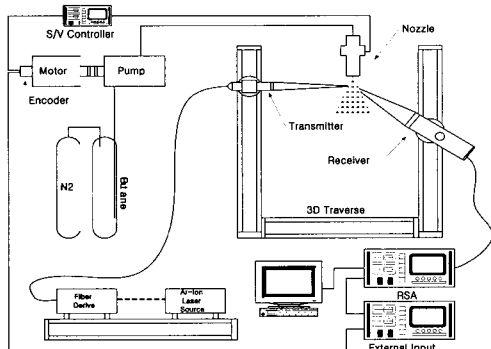 S/V Controller
Nozzle
Motor
Pump
Encoder
Transmitter
Receiver
N2
Butane
3D Traverse
Fiber
Derive
Ar-Ion
Laser
Source
RSA
External Input